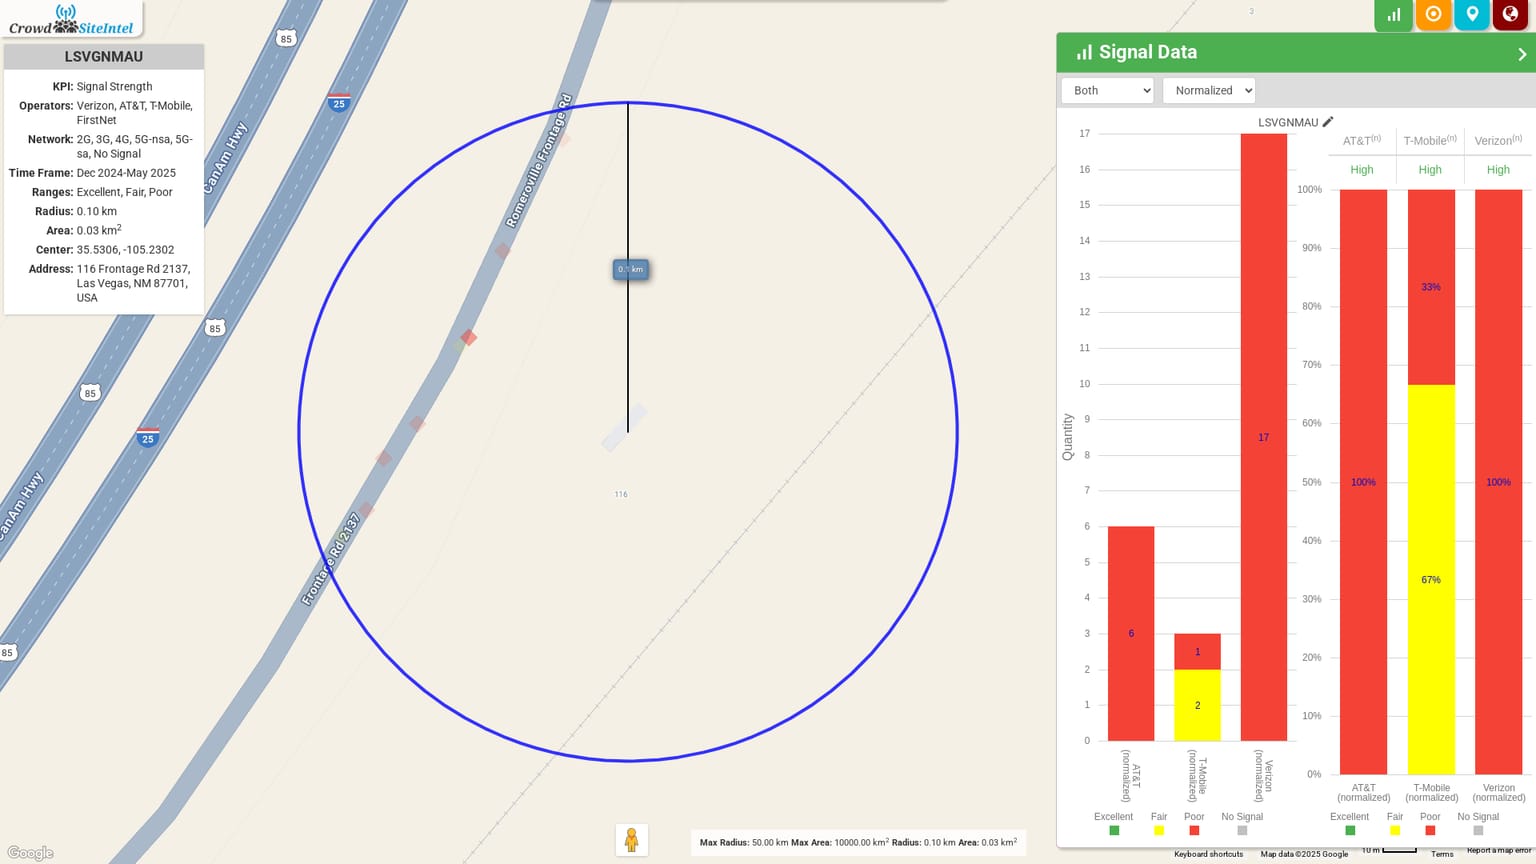 Crowd SiteIntel
LSVGNMAU
KPI: Signal Strength
Operators: Verizon, AT&T, T-Mobile,
FirstNet
Network: 2G, 3G, 4G, 5G-nsa, 5G-
sa, No Signal
Time Frame: Dec 2024-May 2025
Ranges: Excellent, Fair, Poor
Radius: 0.10 km
Area: 0.03 km²
Center: 35.5306, -105.2302
Address: 116 Frontage Rd 2137,
Las Vegas, NM 87701,
USA
85
25
CanAm Hwy
85
85
25
CanAm Hwy
85
Romeroville Frontage Rd
Frontage Rd 2137
0.1 km
116
3
Google
Max Radius: 50.00 km Max Area: 10000.00 km² Radius: 0.10 km Area: 0.03 km²
Signal Data
Both
Normalized
LSVGNMAU
Quantity
17
16
15
14
13
12
11
10
9
8
7
6
5
4
3
2
1
0
6
1
2
17
AT&T
(normalized)
T-Mobile
(normalized)
Verizon
(normalized)
Excellent
Fair
Poor
No Signal
AT&T(n)
T-Mobile(n)
Verizon(n)
High
High
High
100%
90%
80%
70%
60%
50%
40%
30%
20%
10%
0%
100%
33%
67%
100%
AT&T
(normalized)
T-Mobile
(normalized)
Verizon
(normalized)
Excellent
Fair
Poor
No Signal
Keyboard shortcuts
Map data ©2025 Google
10 m
Terms
Report a map error